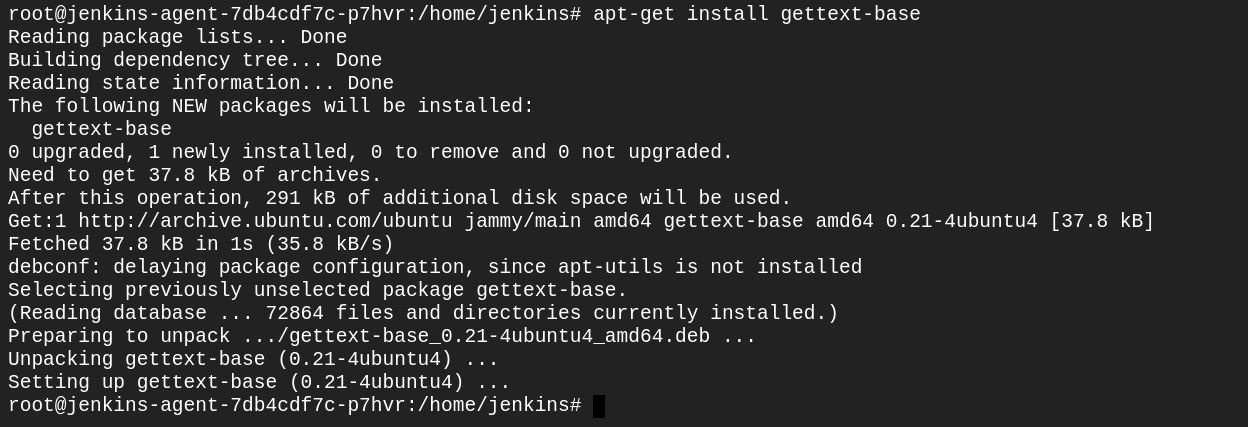 root@jenkins-agent-7db4cdf7c-p7hvr:/home/jenkins# apt-get install gettext-base
Reading package lists... Done
Building dependency tree... Done
Reading state information... Done
The following NEW packages will be installed:
  gettext-base
0 upgraded, 1 newly installed, 0 to remove and 0 not upgraded.
Need to get 37.8 kB of archives.
After this operation, 291 kB of additional disk space will be used.
Get:1 http://archive.ubuntu.com/ubuntu jammy/main amd64 gettext-base amd64 0.21-4ubuntu4 [37.8 kB]
Fetched 37.8 kB in 1s (35.8 kB/s)
debconf: delaying package configuration, since apt-utils is not installed
Selecting previously unselected package gettext-base.
(Reading database ... 72864 files and directories currently installed.)
Preparing to unpack .../gettext-base_0.21-4ubuntu4_amd64.deb ...
Unpacking gettext-base (0.21-4ubuntu4) ...
Setting up gettext-base (0.21-4ubuntu4) ...
root@jenkins-agent-7db4cdf7c-p7hvr:/home/jenkins#